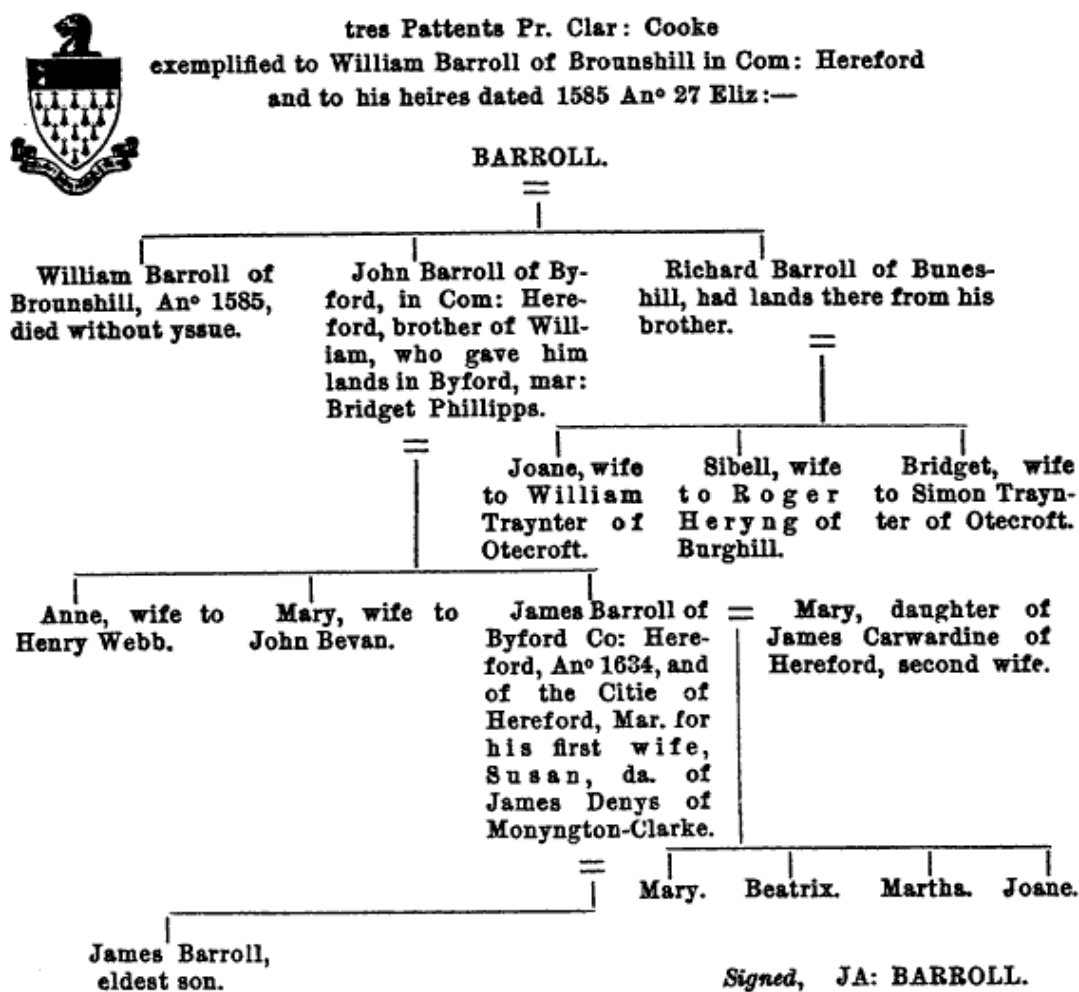 tres Pattents Pr. Clar: Cooke
exemplified to William Barroll of Brounshill in Com: Hereford
and to his heires dated 1585 Anº 27 Eliz:—
BARROLL.
William Barroll of
Brounshill, Anº 1585,
died without yssue.
John Barroll of By-
ford, in Com: Here-
ford, brother of Will-
iam, who gave him
lands in Byford, mar:
Bridget Phillipps.
Richard Barroll of Bunes-
hill, had lands there from his
brother.
Joane, wife
to William
Traynter of
Otecroft.
Sibell, wife
to Roger
Heryng of
Burghill.
Bridget, wife
to Simon Trayn-
ter of Otecroft.
Anne, wife to
Henry Webb.
Mary, wife to
John Bevan.
James Barroll of
Byford Co: Here-
ford, Anº 1634, and
of the Citie of
Hereford, Mar. for
his first wife,
Susan, da. of
James Denys of
Monyngton-Clarke.
Mary, daughter of
James Carwardine of
Hereford, second wife.
Mary.
Beatrix.
Martha.
Joane.
James Barroll,
eldest son.
Signed, JA: BARROLL.